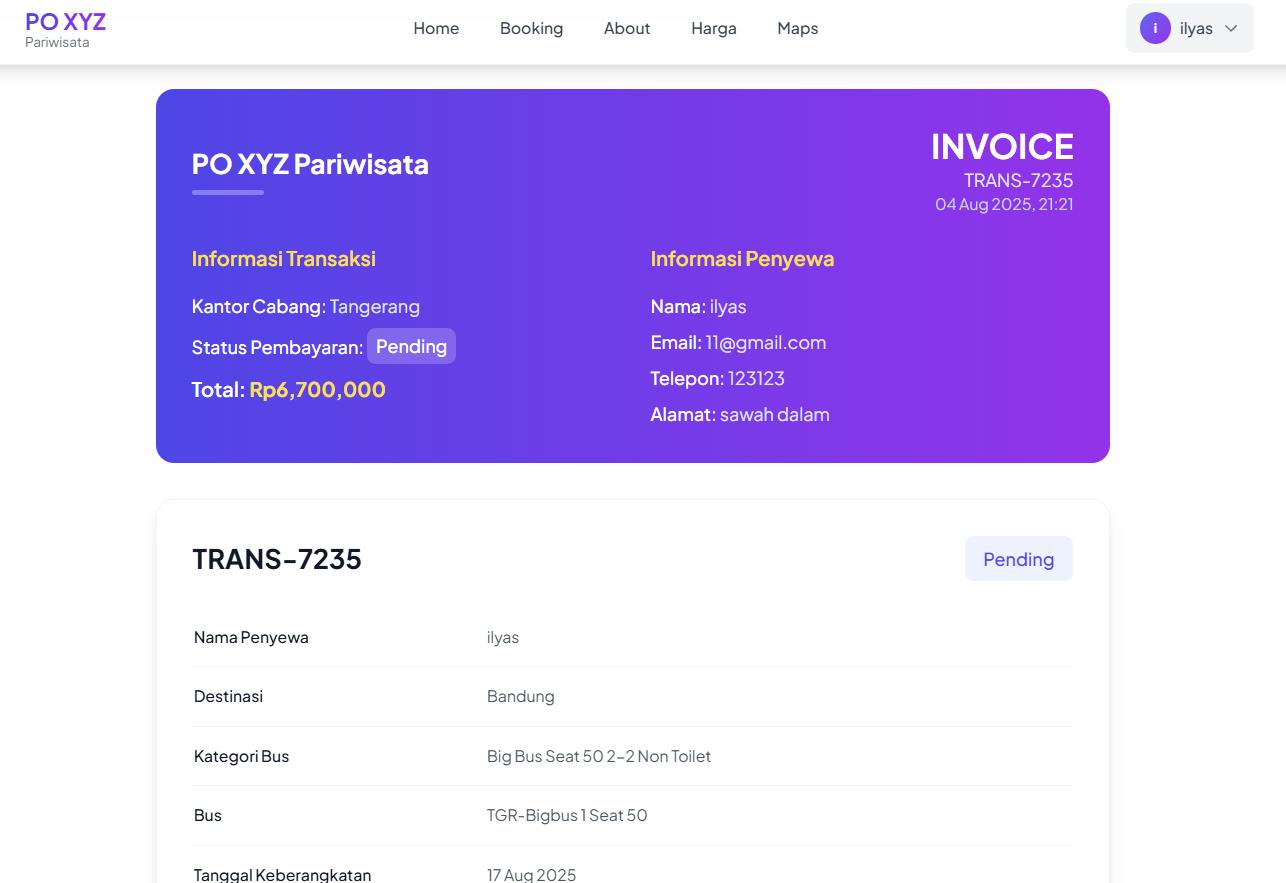 PO XYZ
Pariwisata
Home Booking About Harga Maps
i ilyas
PO XYZ Pariwisata
INVOICE
TRANS-7235
04 Aug 2025, 21:21
Informasi Transaksi
Kantor Cabang: Tangerang
Status Pembayaran: Pending
Total: Rp6,700,000
Informasi Penyewa
Nama: ilyas
Email: 11@gmail.com
Telepon: 123123
Alamat: sawah dalam
TRANS-7235 Pending
Nama Penyewa ilyas
Destinasi Bandung
Kategori Bus Big Bus Seat 50 2-2 Non Toilet
Bus TGR-Bigbus 1 Seat 50
Tanggal Keberangkatan 17 Aug 2025